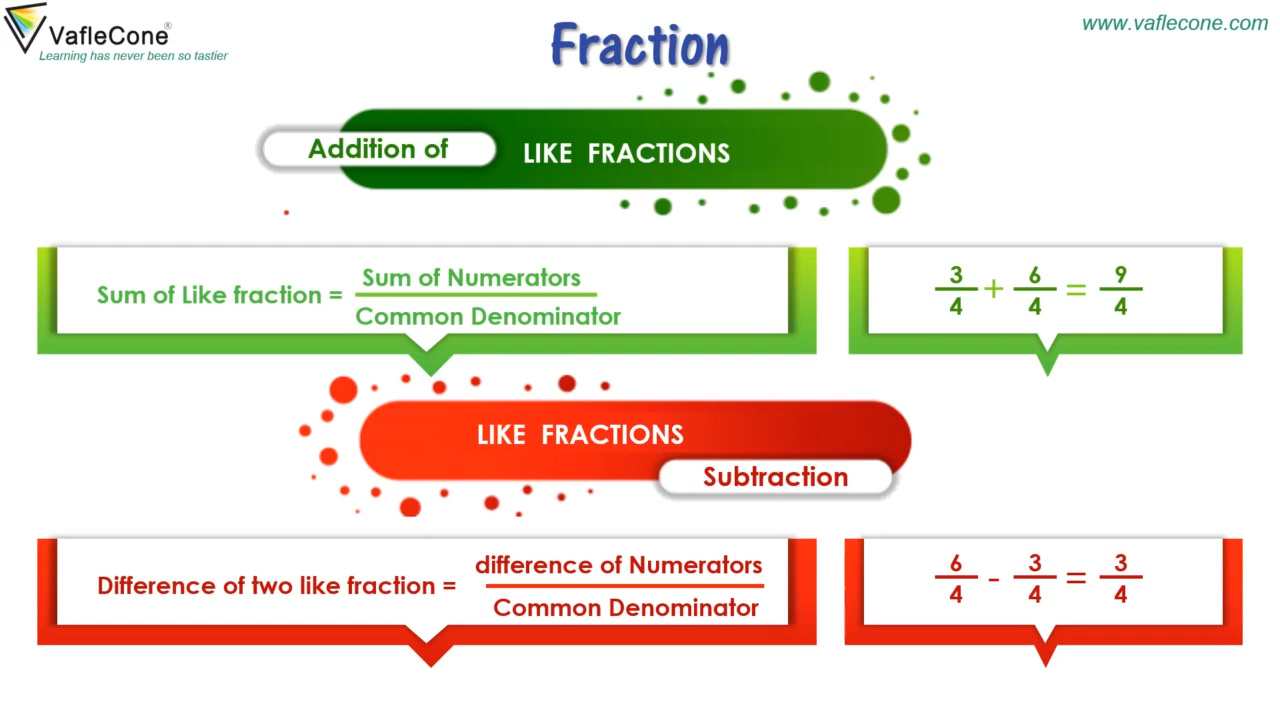 VafleCone®
Learning has never been so tastier
www.vaflecone.com
Fraction
Addition of
LIKE FRACTIONS
Sum of Like fraction = Sum of Numerators
Common Denominator
3/4 + 6/4 = 9/4
LIKE FRACTIONS
Subtraction
Difference of two like fraction = difference of Numerators
Common Denominator
6/4 - 3/4 = 3/4